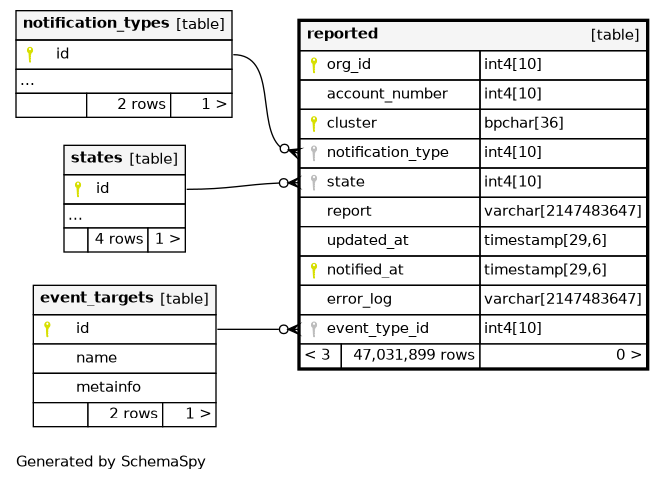 notification_types [table]
id
...
2 rows 1 >
states [table]
id
...
4 rows 1 >
event_targets [table]
id
name
metainfo
2 rows 1 >
reported [table]
org_id int4[10]
account_number int4[10]
cluster bpchar[36]
notification_type int4[10]
state int4[10]
report varchar[2147483647]
updated_at timestamp[29,6]
notified_at timestamp[29,6]
error_log varchar[2147483647]
event_type_id int4[10]
< 3 47,031,899 rows 0 >
Generated by SchemaSpy